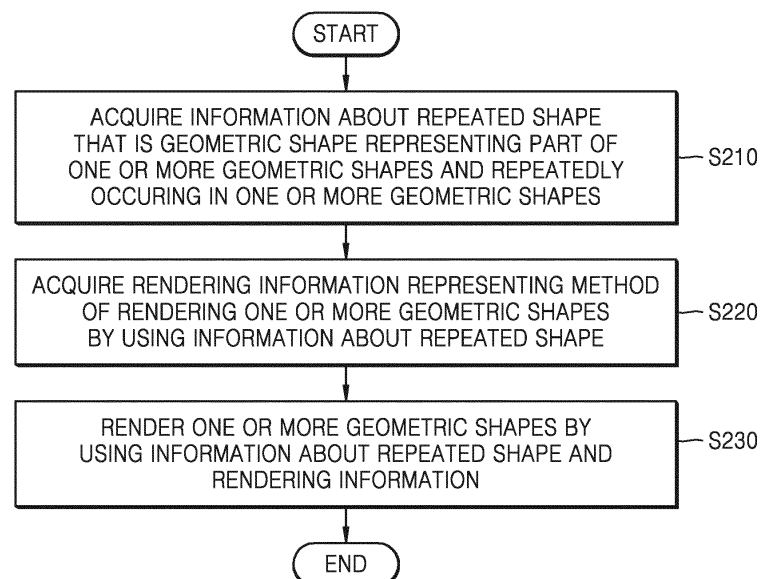 START
ACQUIRE INFORMATION ABOUT REPEATED SHAPE
THAT IS GEOMETRIC SHAPE REPRESENTING PART OF
ONE OR MORE GEOMETRIC SHAPES AND REPEATEDLY
OCCURING IN ONE OR MORE GEOMETRIC SHAPES
S210
ACQUIRE RENDERING INFORMATION REPRESENTING METHOD
OF RENDERING ONE OR MORE GEOMETRIC SHAPES
BY USING INFORMATION ABOUT REPEATED SHAPE
S220
RENDER ONE OR MORE GEOMETRIC SHAPES BY
USING INFORMATION ABOUT REPEATED SHAPE AND
RENDERING INFORMATION
S230
END